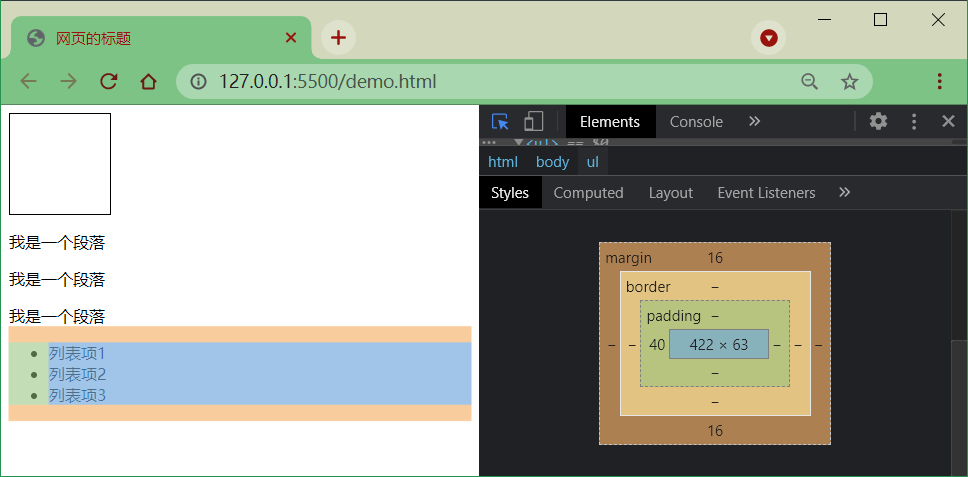 网页的标题
127.0.0.1:5500/demo.html
我是一个段落
我是一个段落
我是一个段落
列表项1
列表项2
列表项3
Elements Console
html body ul
Styles Computed Layout Event Listeners
margin 16
border –
padding –
– – 40 422 × 63 – – –
–
–
16